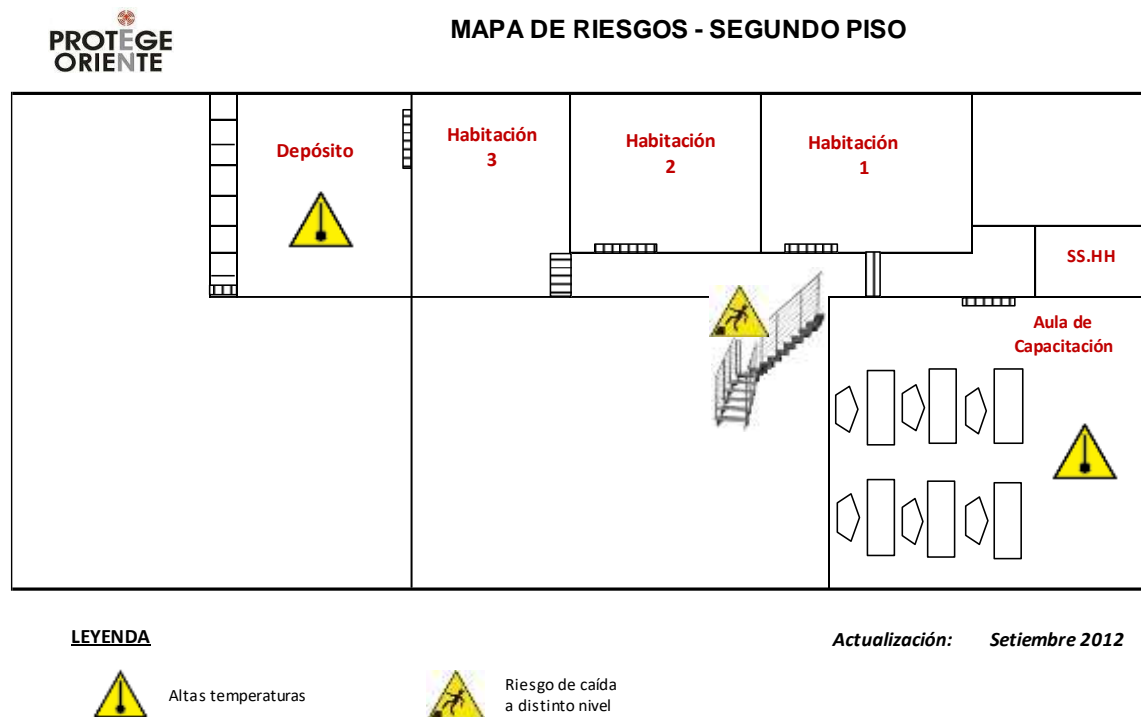 PROTEGE
ORIENTE
MAPA DE RIESGOS - SEGUNDO PISO
Depósito
Habitación
3
Habitación
2
Habitación
1
SS.HH
Aula de
Capacitación
LEYENDA
Actualización: Setiembre 2012
Altas temperaturas
Riesgo de caída
a distinto nivel